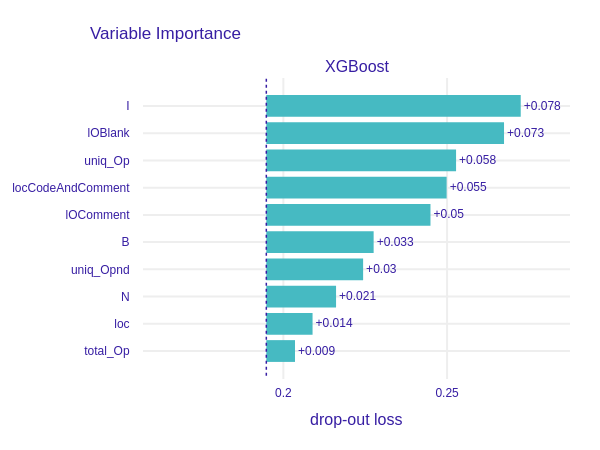 Variable Importance
XGBoost
I +0.078
lOBlank +0.073
uniq_Op +0.058
locCodeAndComment +0.055
lOComment +0.05
B +0.033
uniq_Opnd +0.03
N +0.021
loc +0.014
total_Op +0.009
0.2 0.25
drop-out loss